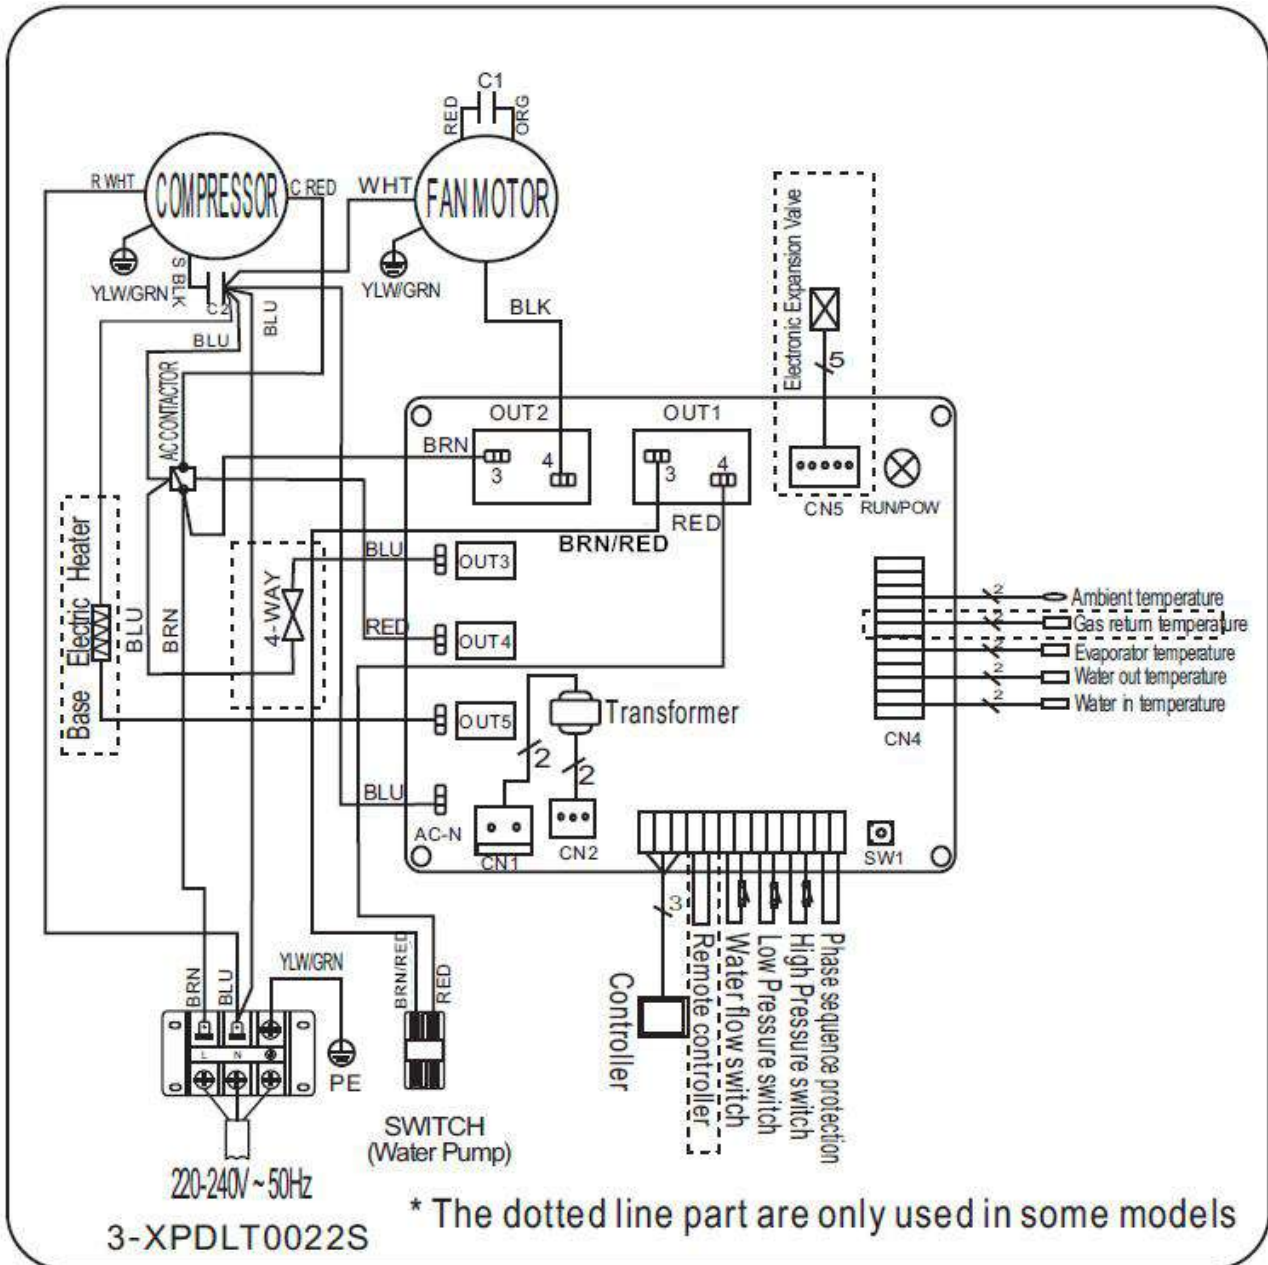 C1
RED
ORG
COMPRESSOR
FAN MOTOR
R WHT
C RED
WHT
YLW/GRN
S BLK
C2
BLU
BLU
YLW/GRN
BLK
Electronic Expansion Valve
5
CN5
RUN/POW
AC CONTACTOR
OUT2
OUT1
BRN
3
4
3
4
RED
BRN/RED
Base Electric Heater
BLU
BRN
4-WAY
BLU
OUT3
RED
OUT4
OUT5
BLU
AC-N
Transformer
2
2
CN1
CN2
CN4
2
Ambient temperature
2
Gas return temperature
2
Evaporator temperature
2
Water out temperature
2
Water in temperature
SW1
3
Controller
Remote controller
Water flow switch
Low Pressure switch
High Pressure switch
Phase sequence protection
BRN
BLU
YLW/GRN
L
N
PE
BRN/RED
RED
SWITCH
(Water Pump)
220-240V ~ 50Hz
3-XPDLT0022S
* The dotted line part are only used in some models